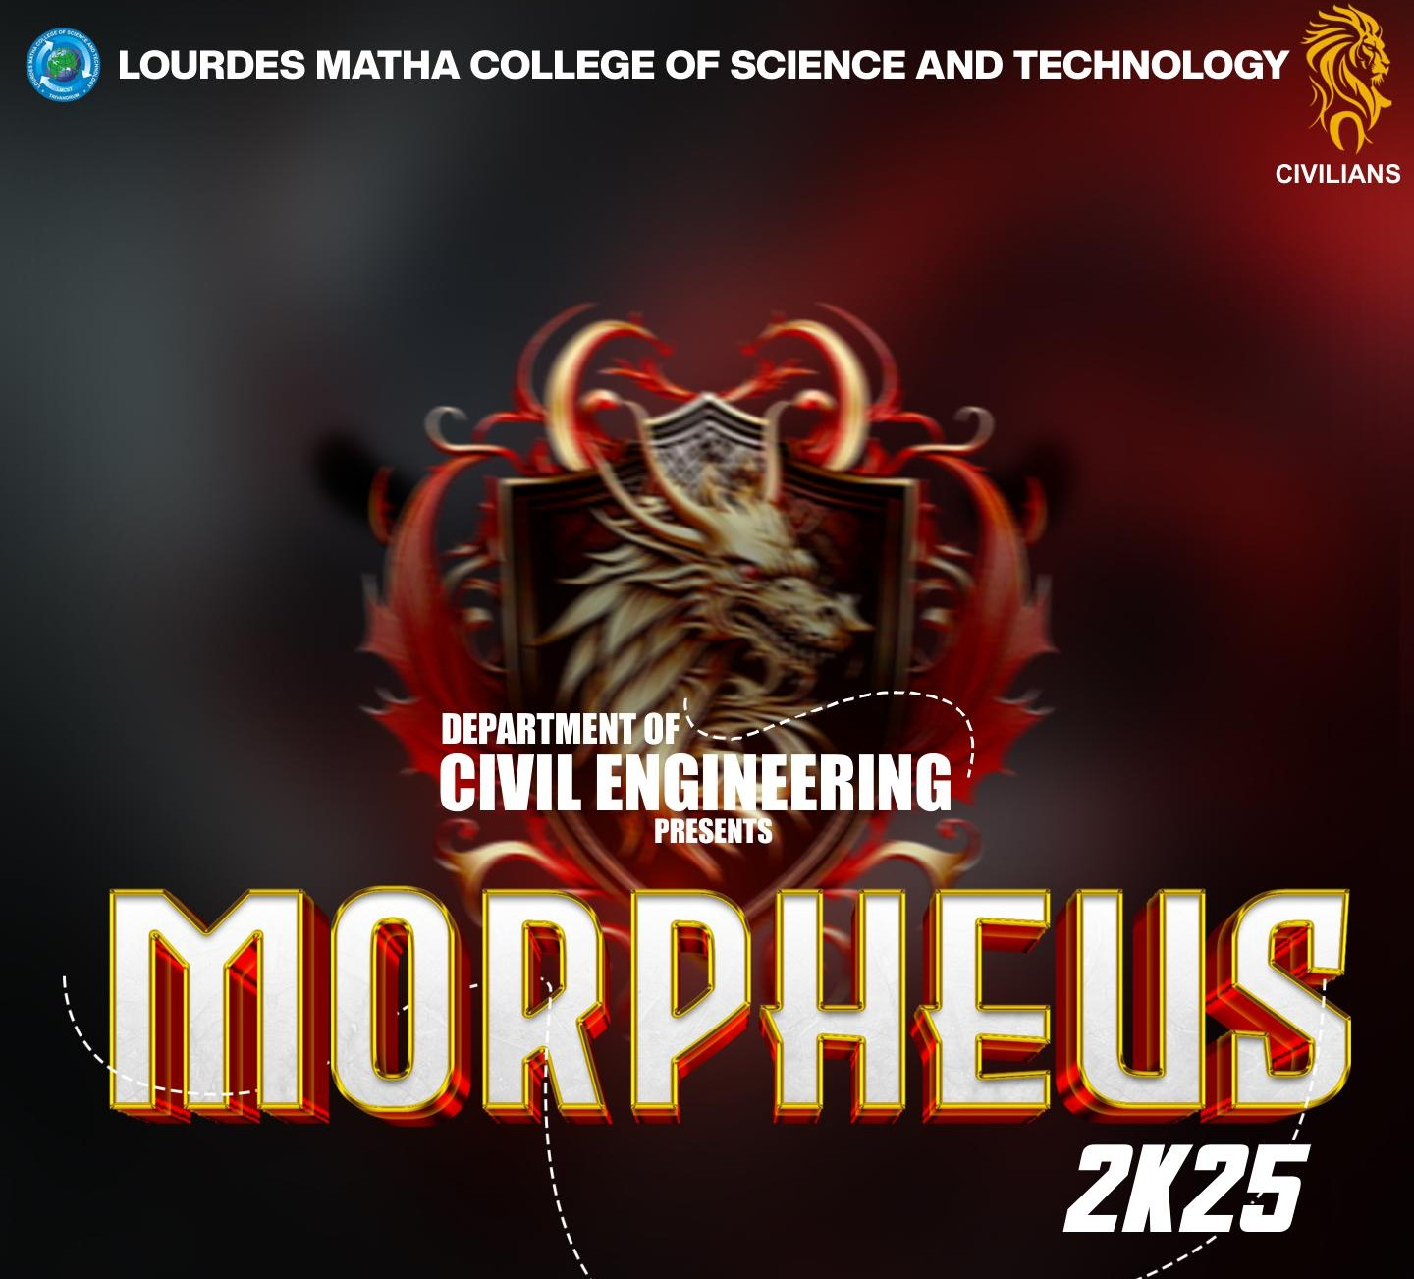 LOURDES MATHA COLLEGE OF SCIENCE AND TECHNOLOGY
CIVILIANS
DEPARTMENT OF
CIVIL ENGINEERING
PRESENTS
MORPHEUS
2K25